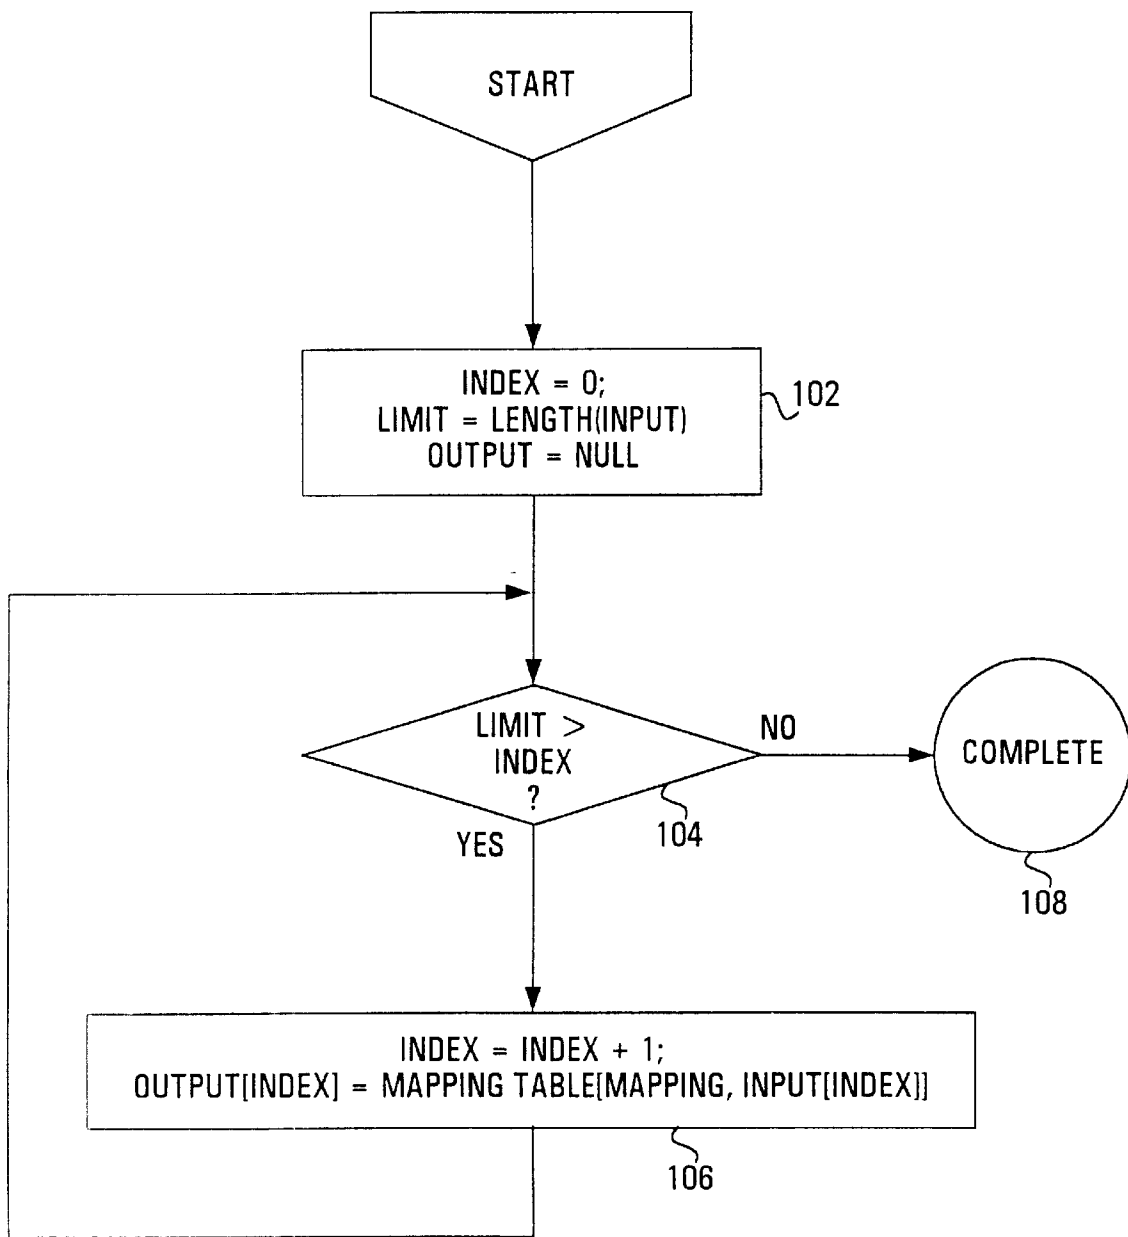 START
INDEX = 0;
LIMIT = LENGTH(INPUT)
OUTPUT = NULL
102
LIMIT >
INDEX
?
NO
COMPLETE
104
YES
108
INDEX = INDEX + 1;
OUTPUT[INDEX] = MAPPING TABLE[MAPPING, INPUT[INDEX]]
106